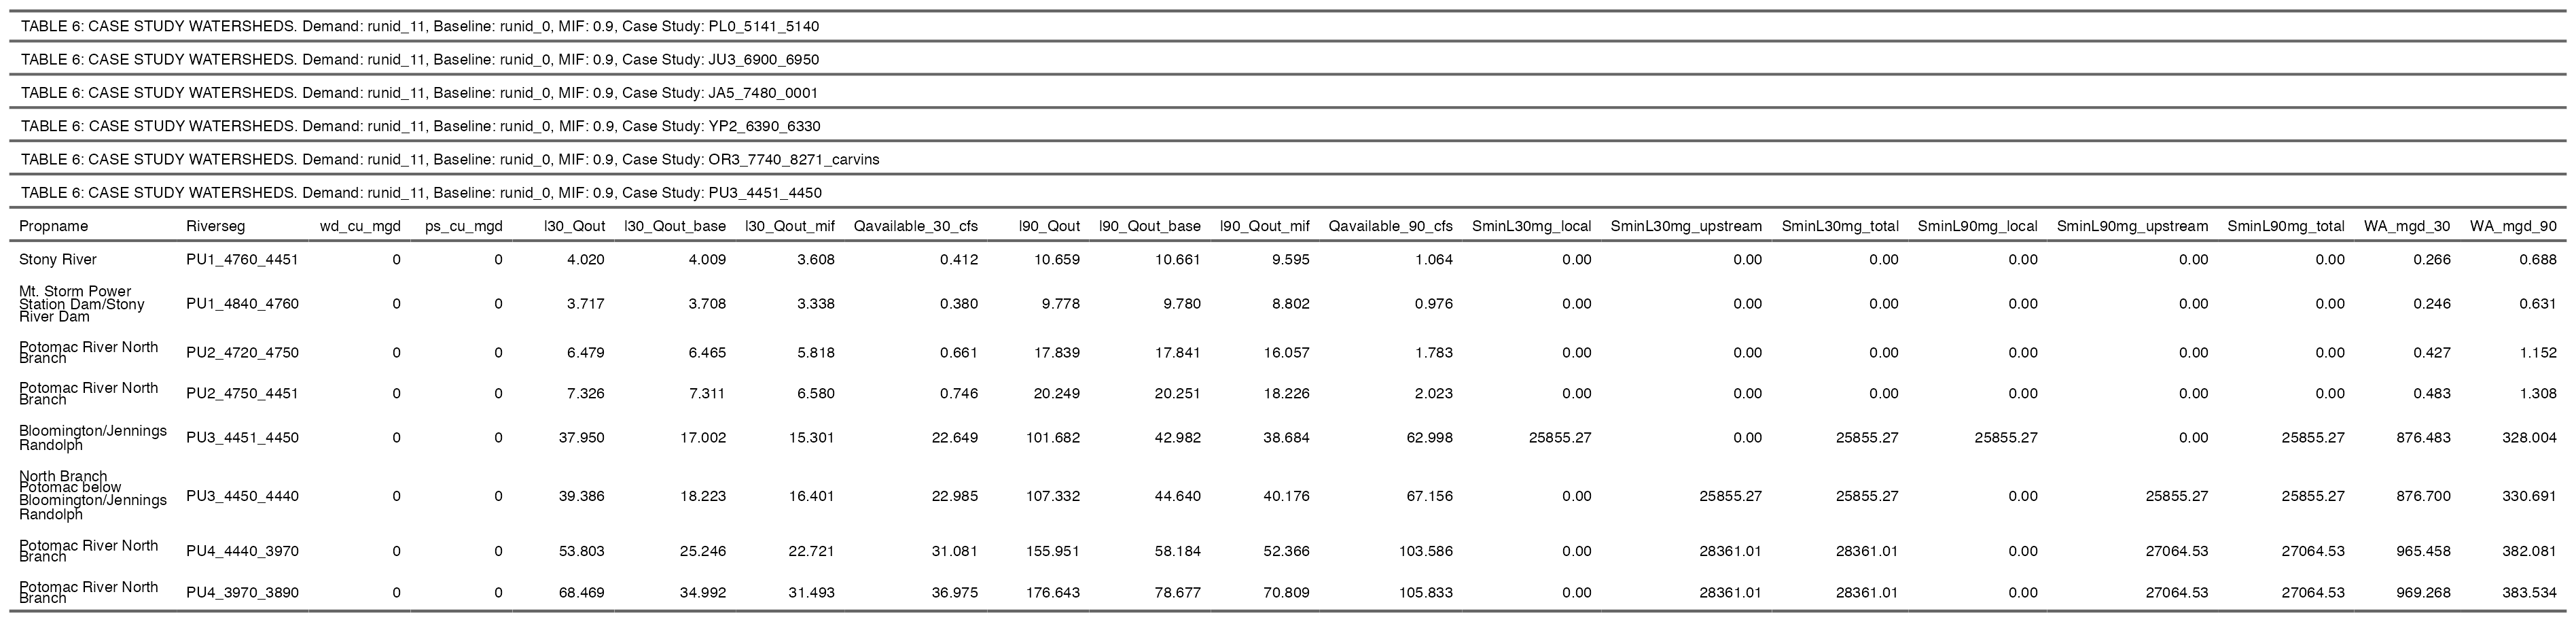 TABLE 6: CASE STUDY WATERSHEDS. Demand: runid_11, Baseline: runid_0, MIF: 0.9, Case Study: PL0_5141_5140
TABLE 6: CASE STUDY WATERSHEDS. Demand: runid_11, Baseline: runid_0, MIF: 0.9, Case Study: JU3_6900_6950
TABLE 6: CASE STUDY WATERSHEDS. Demand: runid_11, Baseline: runid_0, MIF: 0.9, Case Study: JA5_7480_0001
TABLE 6: CASE STUDY WATERSHEDS. Demand: runid_11, Baseline: runid_0, MIF: 0.9, Case Study: YP2_6390_6330
TABLE 6: CASE STUDY WATERSHEDS. Demand: runid_11, Baseline: runid_0, MIF: 0.9, Case Study: OR3_7740_8271_carvins
TABLE 6: CASE STUDY WATERSHEDS. Demand: runid_11, Baseline: runid_0, MIF: 0.9, Case Study: PU3_4451_4450
Propname Riverseg wd_cu_mgd ps_cu_mgd l30_Qout l30_Qout_base l30_Qout_mif Qavailable_30_cfs l90_Qout l90_Qout_base l90_Qout_mif Qavailable_90_cfs SminL30mg_local SminL30mg_upstream SminL30mg_total SminL90mg_local SminL90mg_upstream SminL90mg_total WA_mgd_30 WA_mgd_90
Stony River PU1_4760_4451 0 0 4.020 4.009 3.608 0.412 10.659 10.661 9.595 1.064 0.00 0.00 0.00 0.00 0.00 0.00 0.266 0.688
Mt. Storm Power
Station Dam/Stony PU1_4840_4760 0 0 3.717 3.708 3.338 0.380 9.778 9.780 8.802 0.976 0.00 0.00 0.00 0.00 0.00 0.00 0.246 0.631
River Dam
Potomac River North
Branch PU2_4720_4750 0 0 6.479 6.465 5.818 0.661 17.839 17.841 16.057 1.783 0.00 0.00 0.00 0.00 0.00 0.00 0.427 1.152
Potomac River North
Branch PU2_4750_4451 0 0 7.326 7.311 6.580 0.746 20.249 20.251 18.226 2.023 0.00 0.00 0.00 0.00 0.00 0.00 0.483 1.308
Bloomington/Jennings
Randolph PU3_4451_4450 0 0 37.950 17.002 15.301 22.649 101.682 42.982 38.684 62.998 25855.27 0.00 25855.27 25855.27 0.00 25855.27 876.483 328.004
North Branch
Potomac below
Bloomington/Jennings PU3_4450_4440 0 0 39.386 18.223 16.401 22.985 107.332 44.640 40.176 67.156 0.00 25855.27 25855.27 0.00 25855.27 25855.27 876.700 330.691
Randolph
Potomac River North
Branch PU4_4440_3970 0 0 53.803 25.246 22.721 31.081 155.951 58.184 52.366 103.586 0.00 28361.01 28361.01 0.00 27064.53 27064.53 965.458 382.081
Potomac River North
Branch PU4_3970_3890 0 0 68.469 34.992 31.493 36.975 176.643 78.677 70.809 105.833 0.00 28361.01 28361.01 0.00 27064.53 27064.53 969.268 383.534